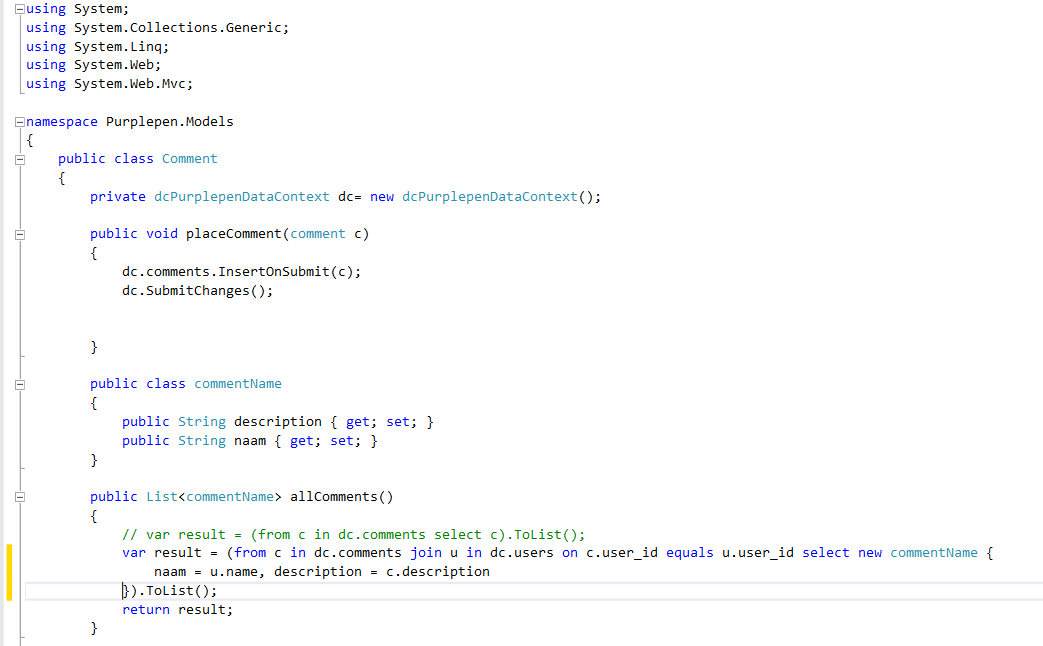 using System;
using System.Collections.Generic;
using System.Linq;
using System.Web;
using System.Web.Mvc;
namespace Purplepen.Models
{
public class Comment
{
private dcPurplepenDataContext dc= new dcPurplepenDataContext();
public void placeComment(comment c)
{
dc.comments.InsertOnSubmit(c);
dc.SubmitChanges();
}
public class commentName
{
public String description { get; set; }
public String naam { get; set; }
}
public List<commentName> allComments()
{
// var result = (from c in dc.comments select c).ToList();
var result = (from c in dc.comments join u in dc.users on c.user_id equals u.user_id select new commentName {
naam = u.name, description = c.description
}).ToList();
return result;
}